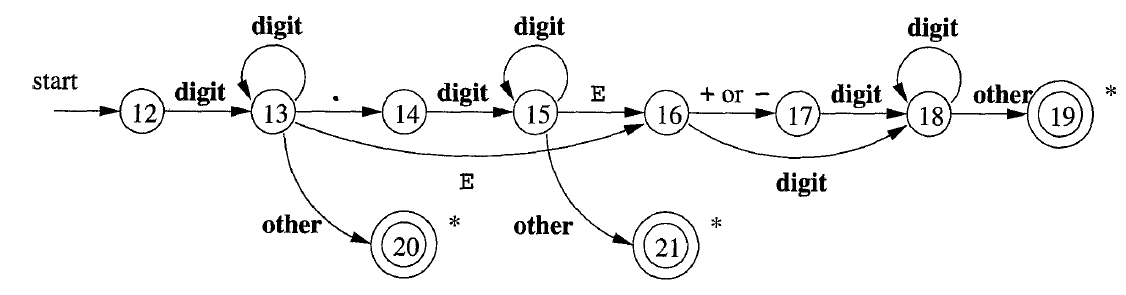 digit digit digit
start digit . digit E + or - digit other *
12 13 14 15 16 17 18 19
E digit
other * other *
20 21